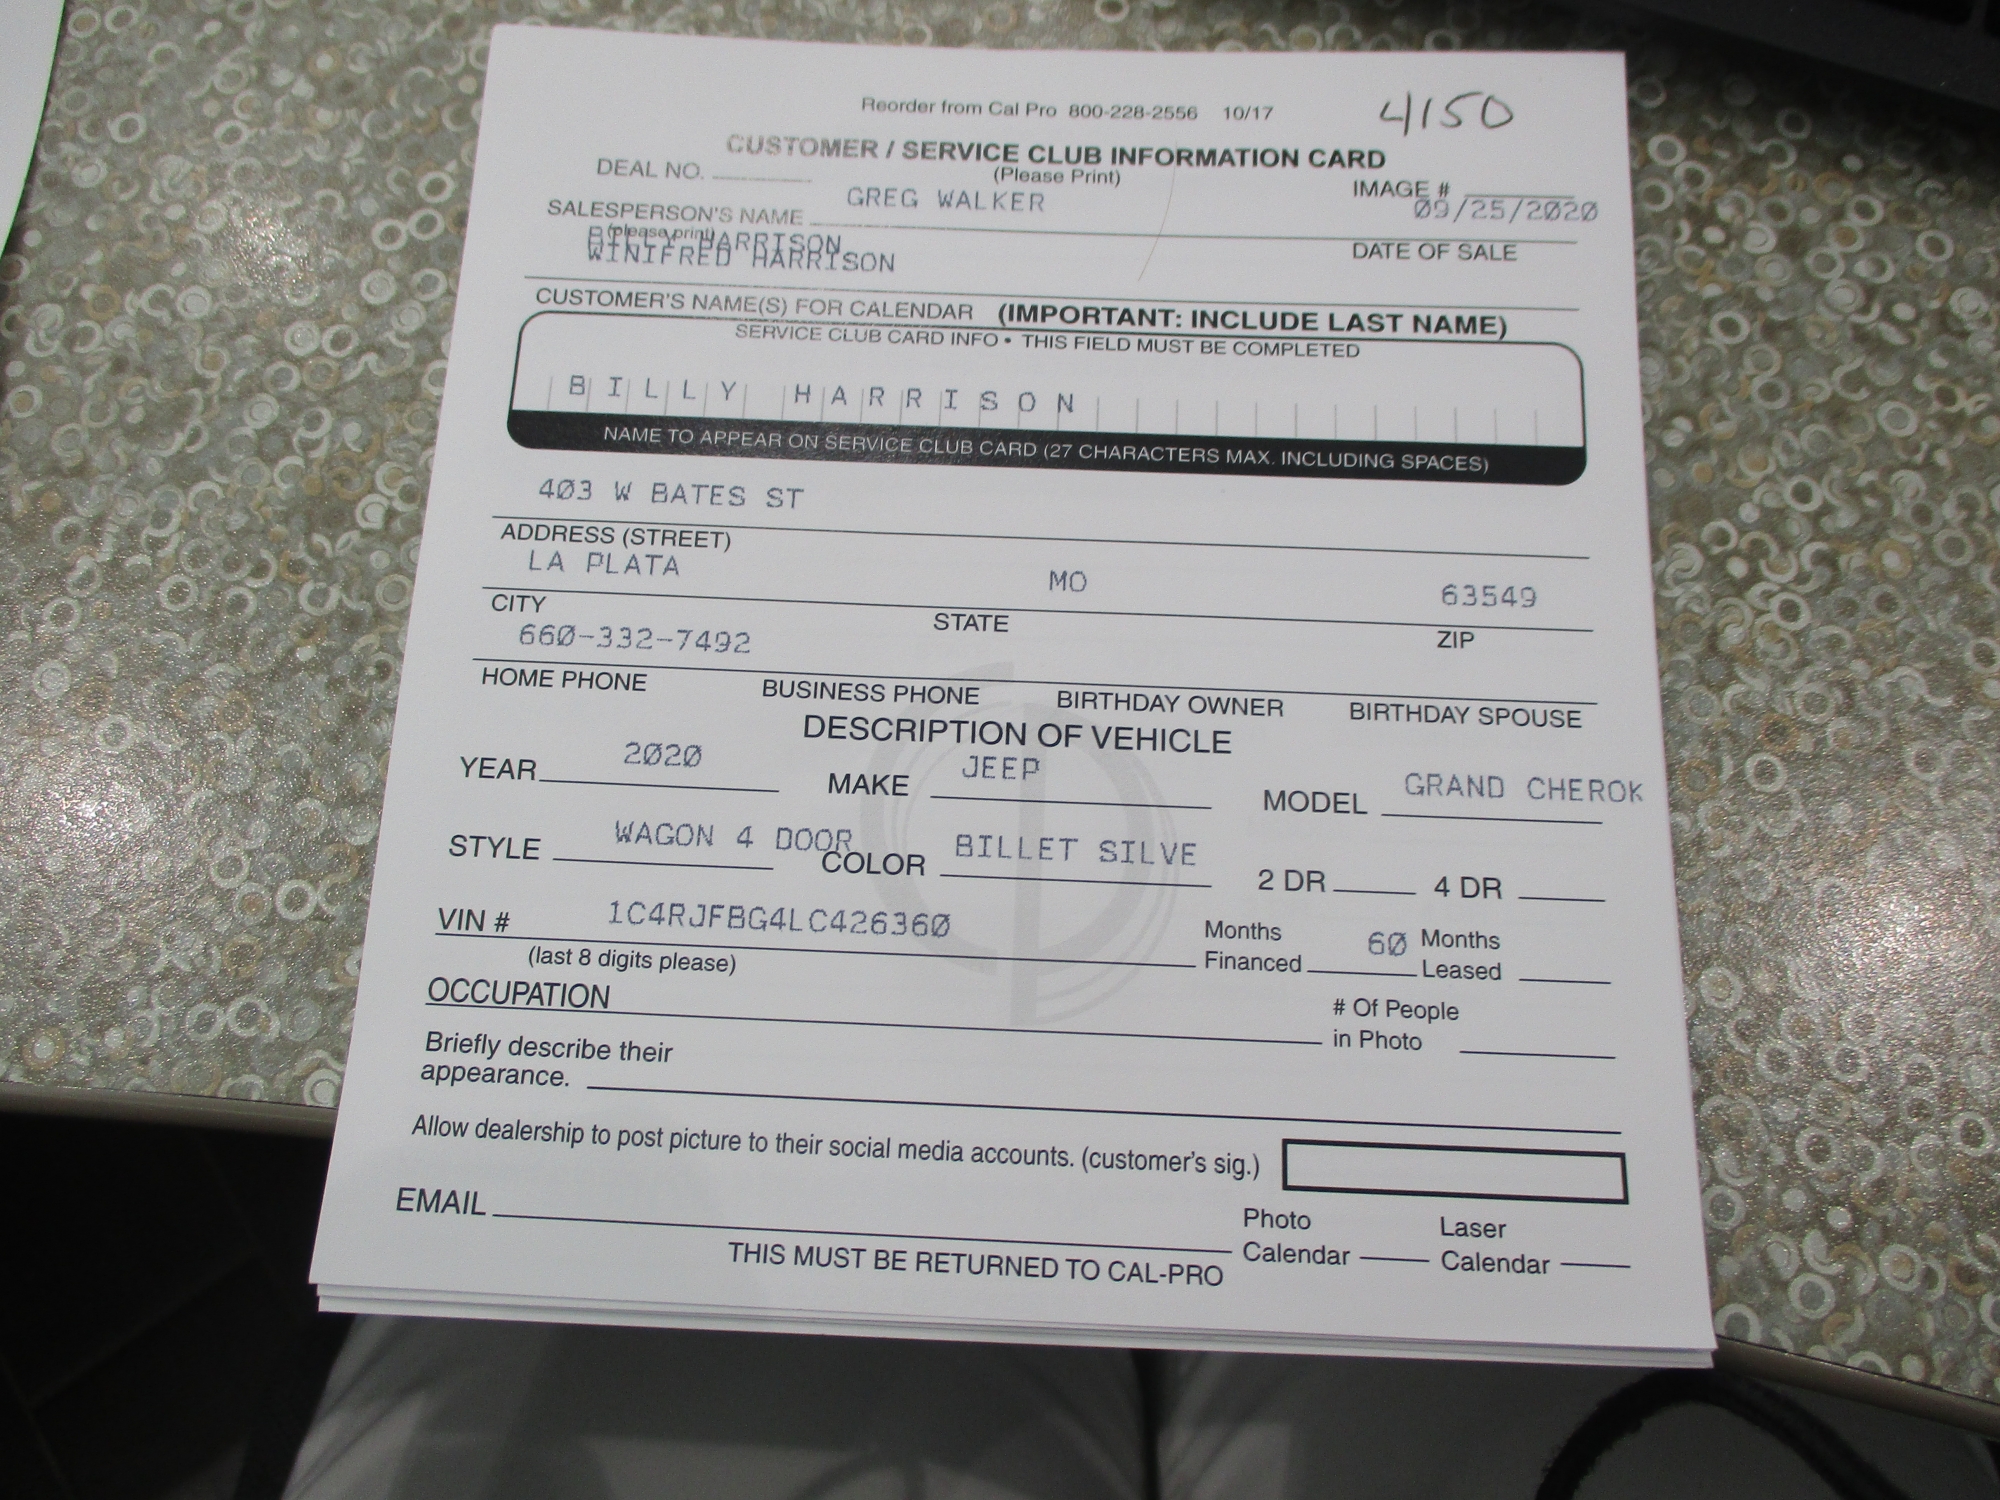 Reorder from Cal Pro 800-228-2556 10/17 4150
CUSTOMER / SERVICE CLUB INFORMATION CARD
(Please Print)
DEAL NO.
IMAGE #
GREG WALKER
09/25/2020
SALESPERSON'S NAME
(please print)
DATE OF SALE
BILLY HARRISON
WINIFRED HARRISON
CUSTOMER'S NAME(S) FOR CALENDAR (IMPORTANT: INCLUDE LAST NAME)
SERVICE CLUB CARD INFO • THIS FIELD MUST BE COMPLETED
BILLY HARRISON
NAME TO APPEAR ON SERVICE CLUB CARD (27 CHARACTERS MAX. INCLUDING SPACES)
403 W BATES ST
ADDRESS (STREET)
LA PLATA MO 63549
CITY STATE ZIP
660-332-7492
HOME PHONE BUSINESS PHONE BIRTHDAY OWNER BIRTHDAY SPOUSE
DESCRIPTION OF VEHICLE
YEAR 2020 MAKE JEEP MODEL GRAND CHEROK
STYLE WAGON 4 DOOR COLOR BILLET SILVE 2 DR 4 DR
VIN # 1C4RJFBG4LC426360 Months Financed 60 Months Leased
(last 8 digits please)
OCCUPATION # Of People in Photo
Briefly describe their
appearance.
Allow dealership to post picture to their social media accounts. (customer's sig.)
EMAIL Photo Calendar Laser Calendar
THIS MUST BE RETURNED TO CAL-PRO